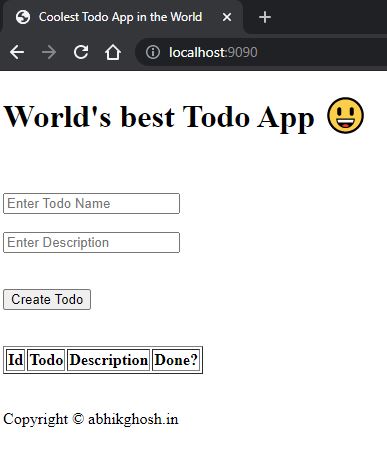 Coolest Todo App in the World
localhost:9090
World's best Todo App 😃
Enter Todo Name
Enter Description
Create Todo
Id Todo Description Done?
Copyright © abhikghosh.in